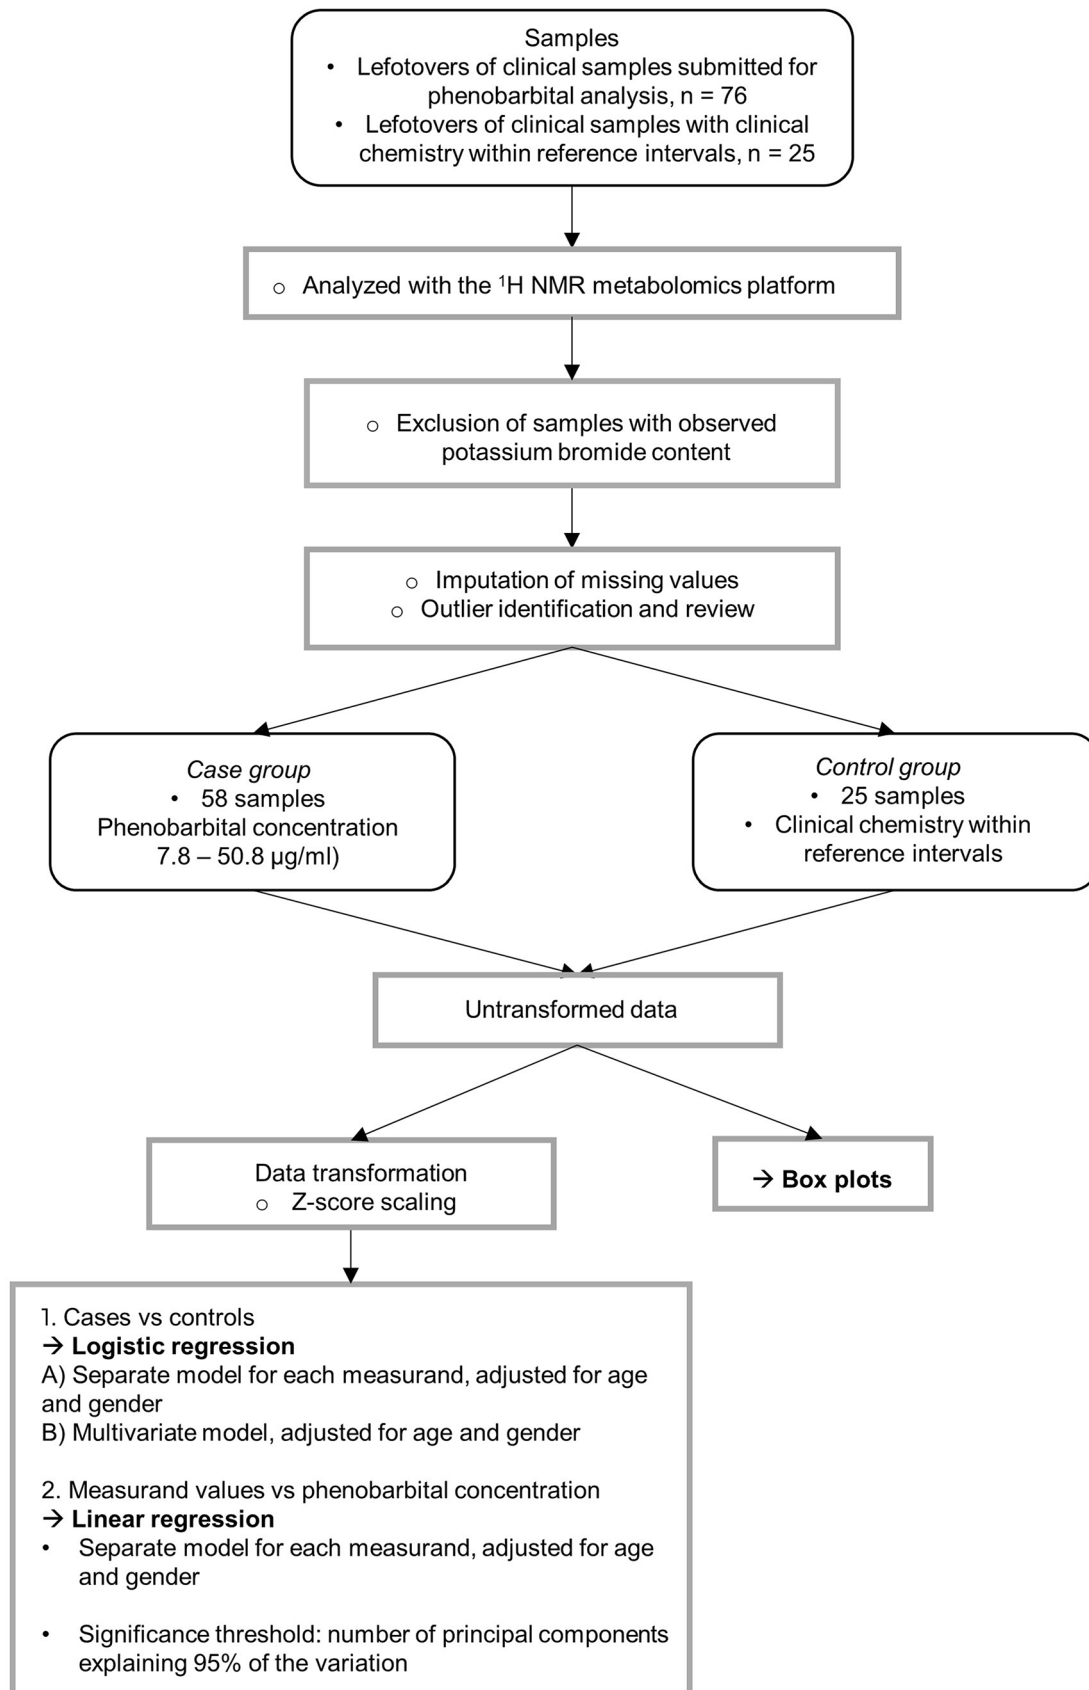 Samples
• Lefotovers of clinical samples submitted for
phenobarbital analysis, n = 76
• Lefotovers of clinical samples with clinical
chemistry within reference intervals, n = 25
o Analyzed with the ¹H NMR metabolomics platform
o Exclusion of samples with observed
potassium bromide content
o Imputation of missing values
o Outlier identification and review
Case group
• 58 samples
Phenobarbital concentration
7.8 – 50.8 µg/ml)
Control group
• 25 samples
• Clinical chemistry within
reference intervals
Untransformed data
Data transformation
o Z-score scaling
→ Box plots
1. Cases vs controls
→ Logistic regression
A) Separate model for each measurand, adjusted for age
and gender
B) Multivariate model, adjusted for age and gender
2. Measurand values vs phenobarbital concentration
→ Linear regression
• Separate model for each measurand, adjusted for age
and gender
• Significance threshold: number of principal components
explaining 95% of the variation